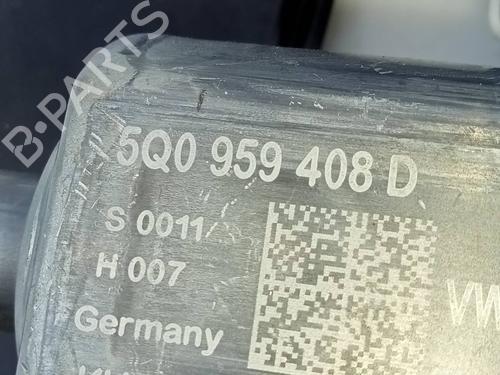 B-PARTS
5Q0 959 408 D
S 0011
H 007
VW
Germany